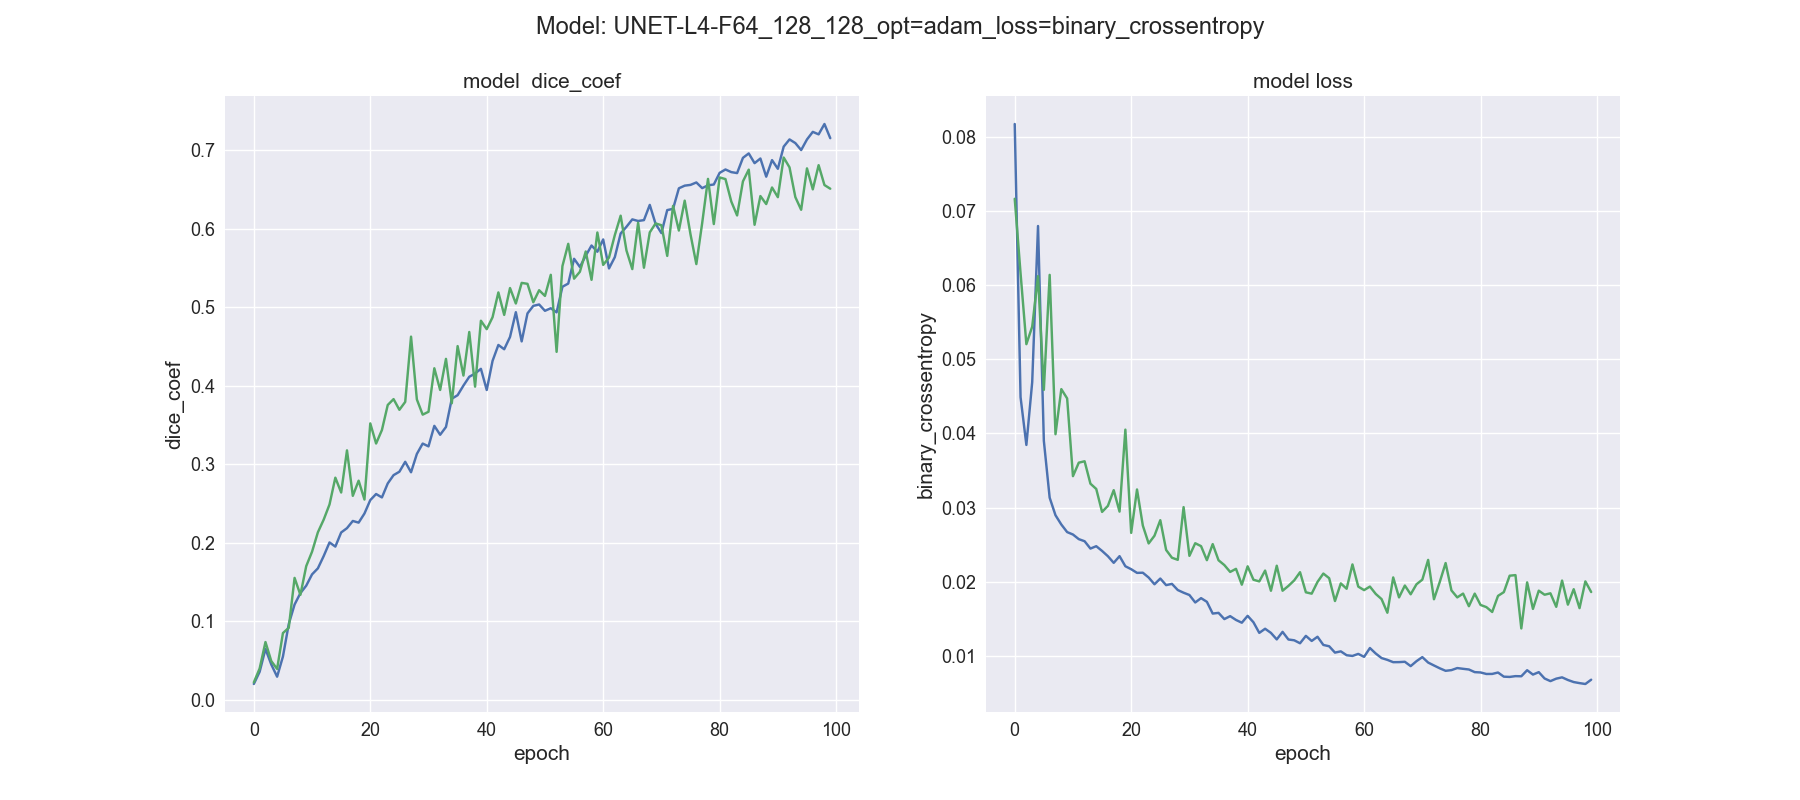 Model: UNET-L4-F64_128_128_opt=adam_loss=binary_crossentropy
model  dice_coef
dice_coef
0.7
0.6
0.5
0.4
0.3
0.2
0.1
0.0
0 20 40 60 80 100
epoch
model loss
binary_crossentropy
0.08
0.07
0.06
0.05
0.04
0.03
0.02
0.01
0 20 40 60 80 100
epoch